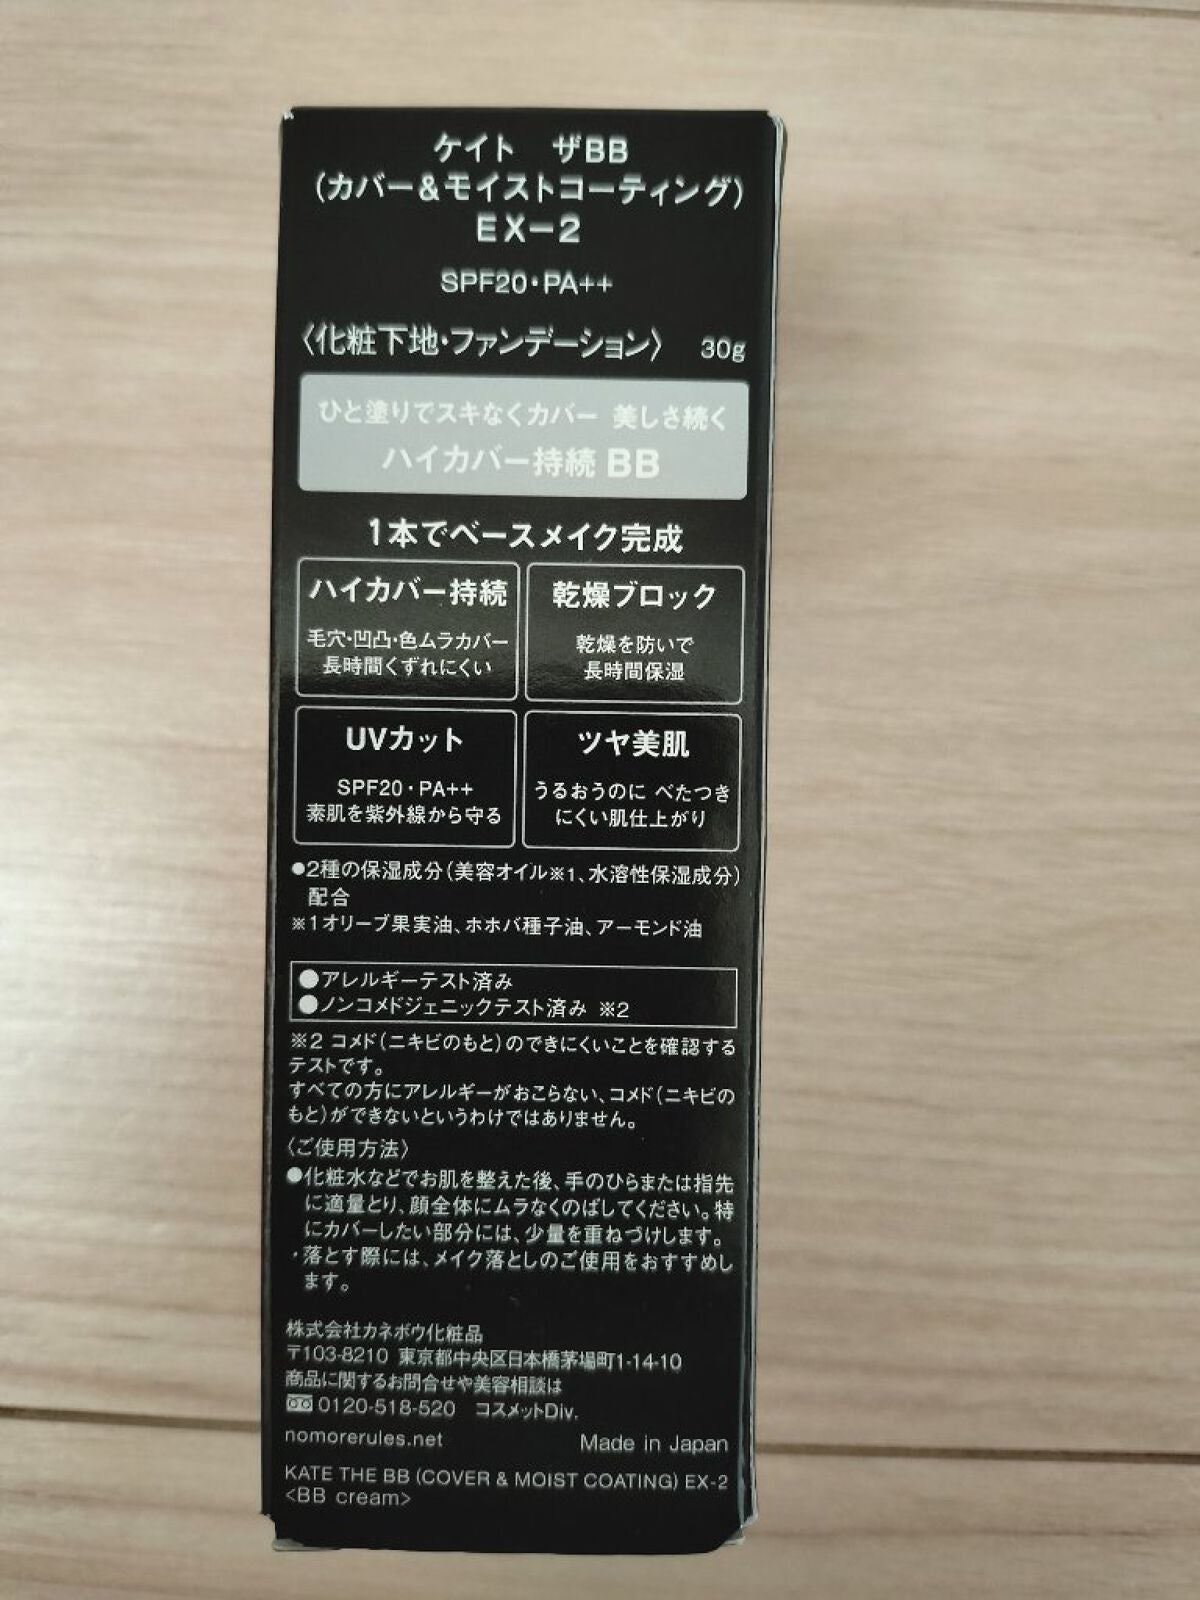 ケイト ザBB
(カバー&モイストコーティング)
EX-2
SPF20・PA++
〈化粧下地・ファンデーション〉 30g
ひと塗りでスキなくカバー 美しさ続く
ハイカバー持続 BB
1本でベースメイク完成
ハイカバー持続
毛穴・凹凸・色ムラカバー
長時間くずれにくい
乾燥ブロック
乾燥を防いで
長時間保湿
UVカット
SPF20・PA++
素肌を紫外線から守る
ツヤ美肌
うるおうのに べたつき
にくい肌仕上がり
●2種の保湿成分(美容オイル※1、水溶性保湿成分)
配合
※1オリーブ果実油、ホホバ種子油、アーモンド油
●アレルギーテスト済み
●ノンコメドジェニックテスト済み ※2
※2 コメド(ニキビのもと)のできにくいことを確認する
テストです。
すべての方にアレルギーがおこらない、コメド(ニキビの
もと)ができないというわけではありません。
〈ご使用方法〉
●化粧水などでお肌を整えた後、手のひらまたは指先
に適量とり、顔全体にムラなくのばしてください。特
にカバーしたい部分には、少量を重ねづけします。
・落とす際には、メイク落としのご使用をおすすめし
ます。
株式会社カネボウ化粧品
〒103-8210 東京都中央区日本橋茅場町1-14-10
商品に関するお問合せや美容相談は
0120-518-520 コスメットDiv.
nomorerules.net Made in Japan
KATE THE BB (COVER & MOIST COATING) EX-2
<BB cream>